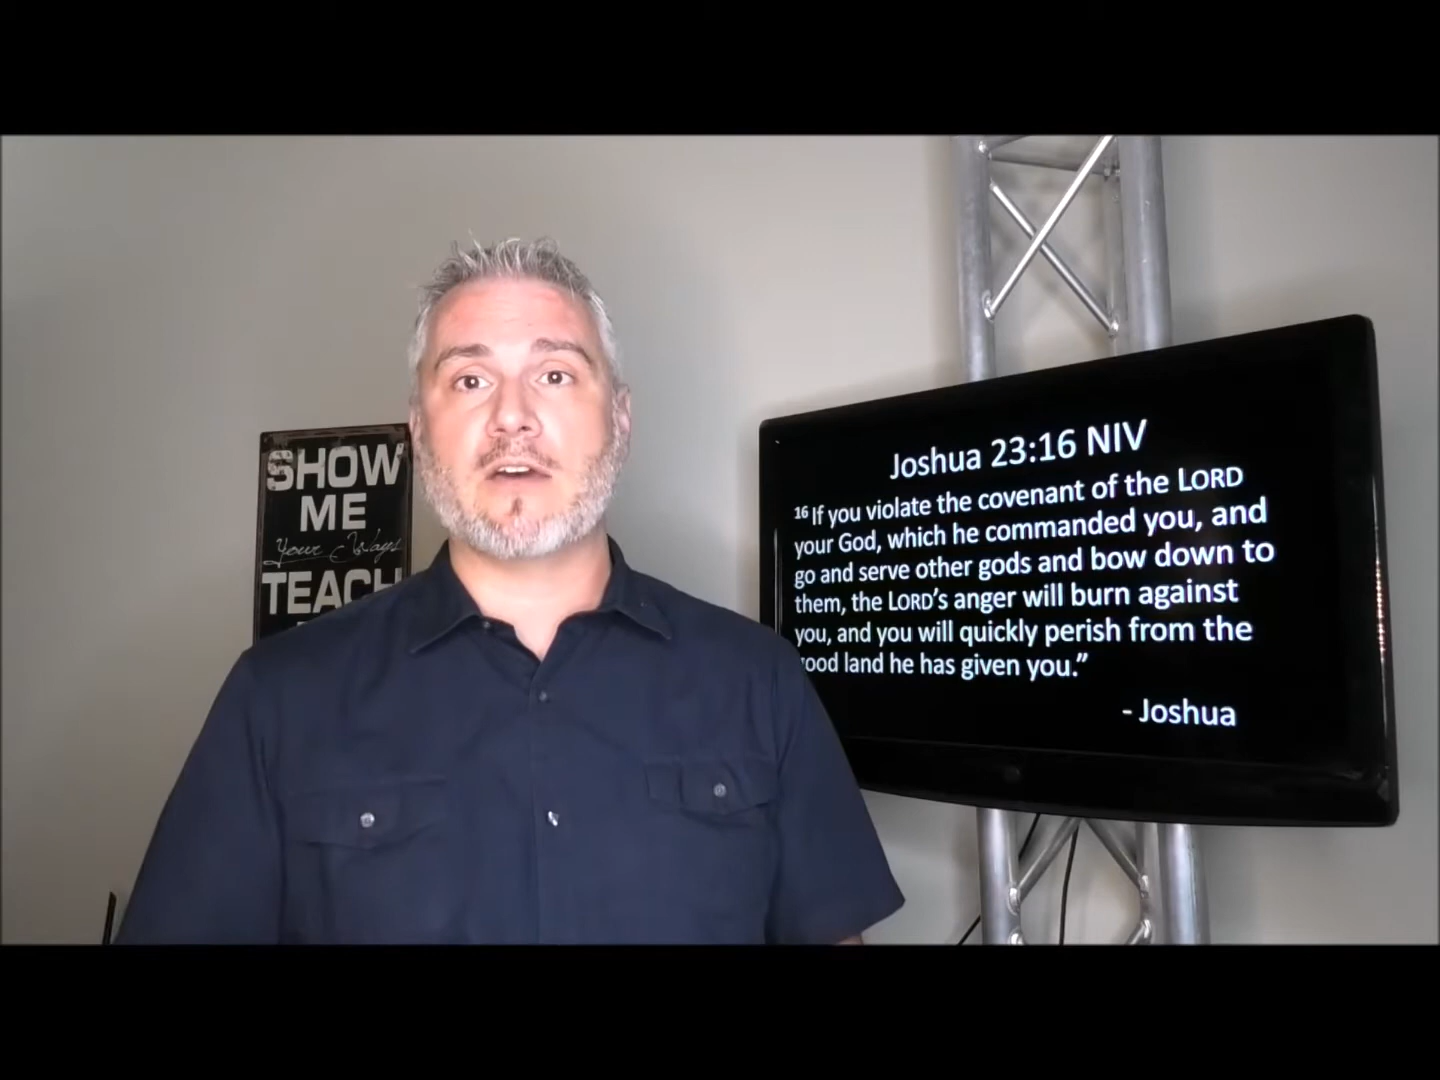 SHOW
ME
Your Ways
TEACH
Joshua 23:16 NIV
16 If you violate the covenant of the LORD
your God, which he commanded you, and
go and serve other gods and bow down to
them, the LORD's anger will burn against
you, and you will quickly perish from the
good land he has given you.”
- Joshua